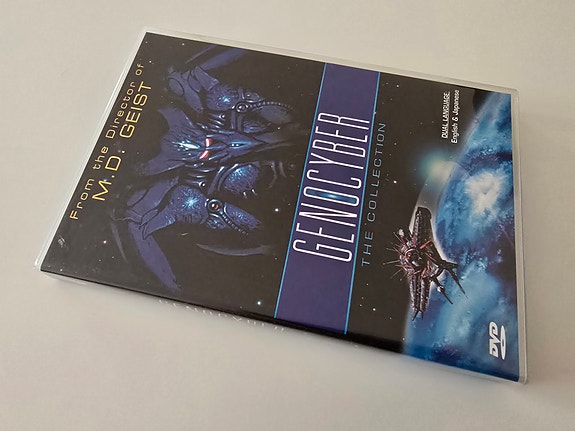 From the Director of
M.D. GEIST
GENOCYBER
THE COLLECTION
DUAL LANGUAGE:
English & Japanese
DVD